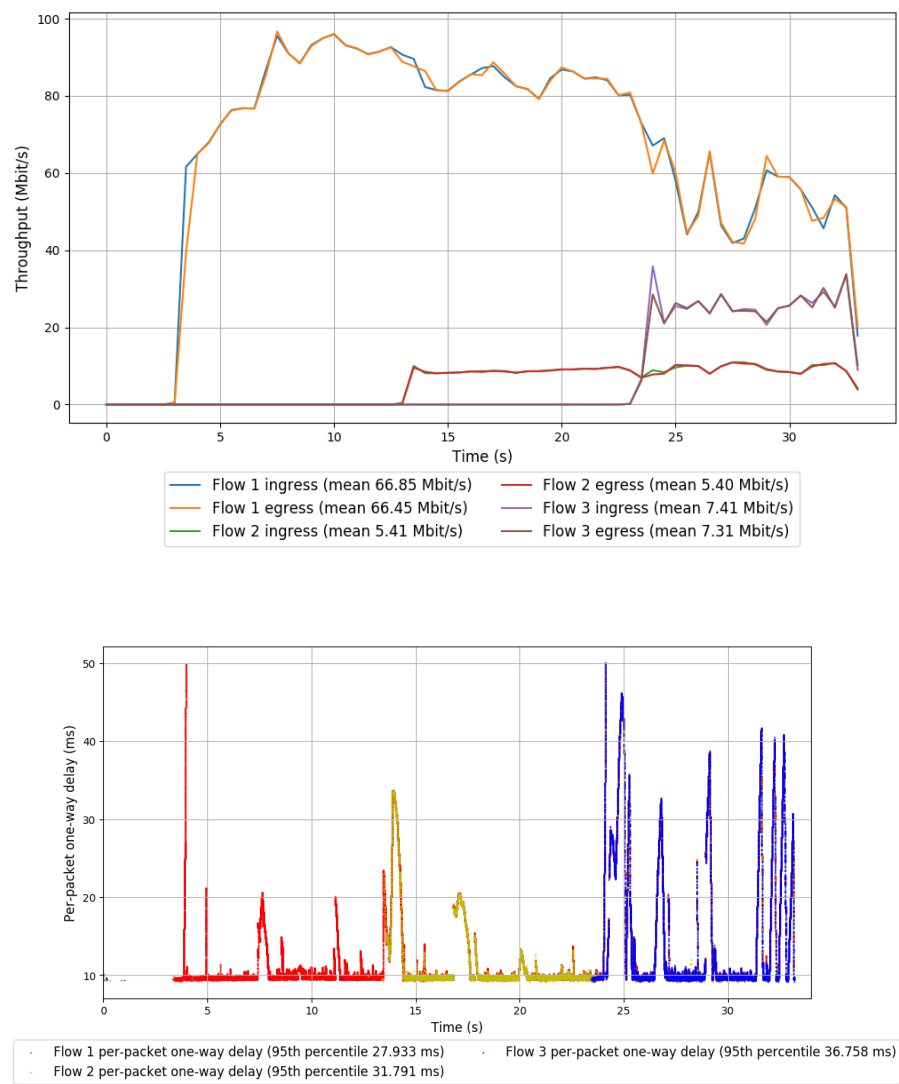 100
80
60
40
20
0
Throughput (Mbit/s)
0 5 10 15 20 25 30
Time (s)
Flow 1 ingress (mean 66.85 Mbit/s)
Flow 1 egress (mean 66.45 Mbit/s)
Flow 2 ingress (mean 5.41 Mbit/s)
Flow 2 egress (mean 5.40 Mbit/s)
Flow 3 ingress (mean 7.41 Mbit/s)
Flow 3 egress (mean 7.31 Mbit/s)
50
40
30
20
10
Per-packet one-way delay (ms)
0 5 10 15 20 25 30
Time (s)
Flow 1 per-packet one-way delay (95th percentile 27.933 ms)
Flow 2 per-packet one-way delay (95th percentile 31.791 ms)
Flow 3 per-packet one-way delay (95th percentile 36.758 ms)